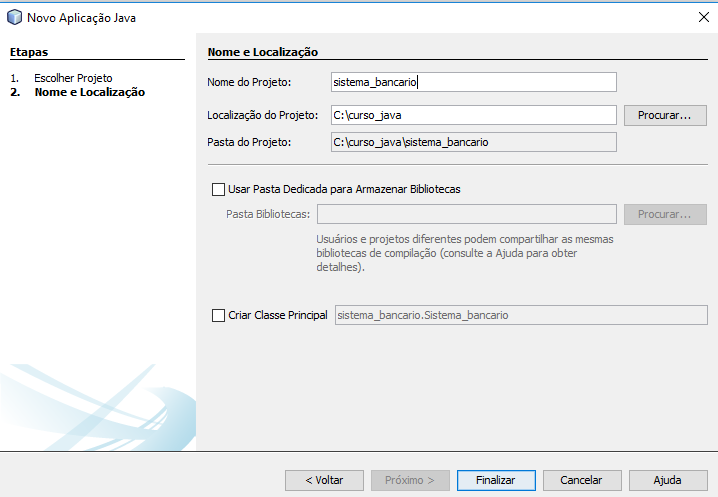 Novo Aplicação Java
Etapas
1. Escolher Projeto
2. Nome e Localização
Nome e Localização
Nome do Projeto: sistema_bancario
Localização do Projeto: C:\curso_java Procurar...
Pasta do Projeto: C:\curso_java\sistema_bancario
Usar Pasta Dedicada para Armazenar Bibliotecas
Pasta Bibliotecas: Procurar...
Usuários e projetos diferentes podem compartilhar as mesmas
bibliotecas de compilação (consulte a Ajuda para obter
detalhes).
Criar Classe Principal sistema_bancario.Sistema_bancario
< Voltar Próximo > Finalizar Cancelar Ajuda